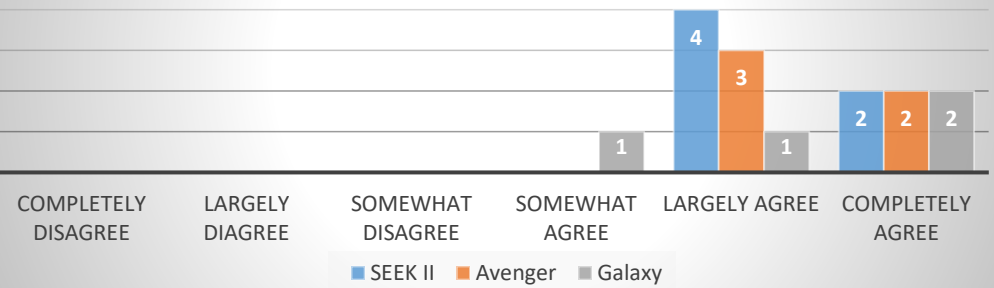 4
3
2 2 2
1 1
COMPLETELY DISAGREE
LARGELY DIAGREE
SOMEWHAT DISAGREE
SOMEWHAT AGREE
LARGELY AGREE
COMPLETELY AGREE
SEEK II Avenger Galaxy